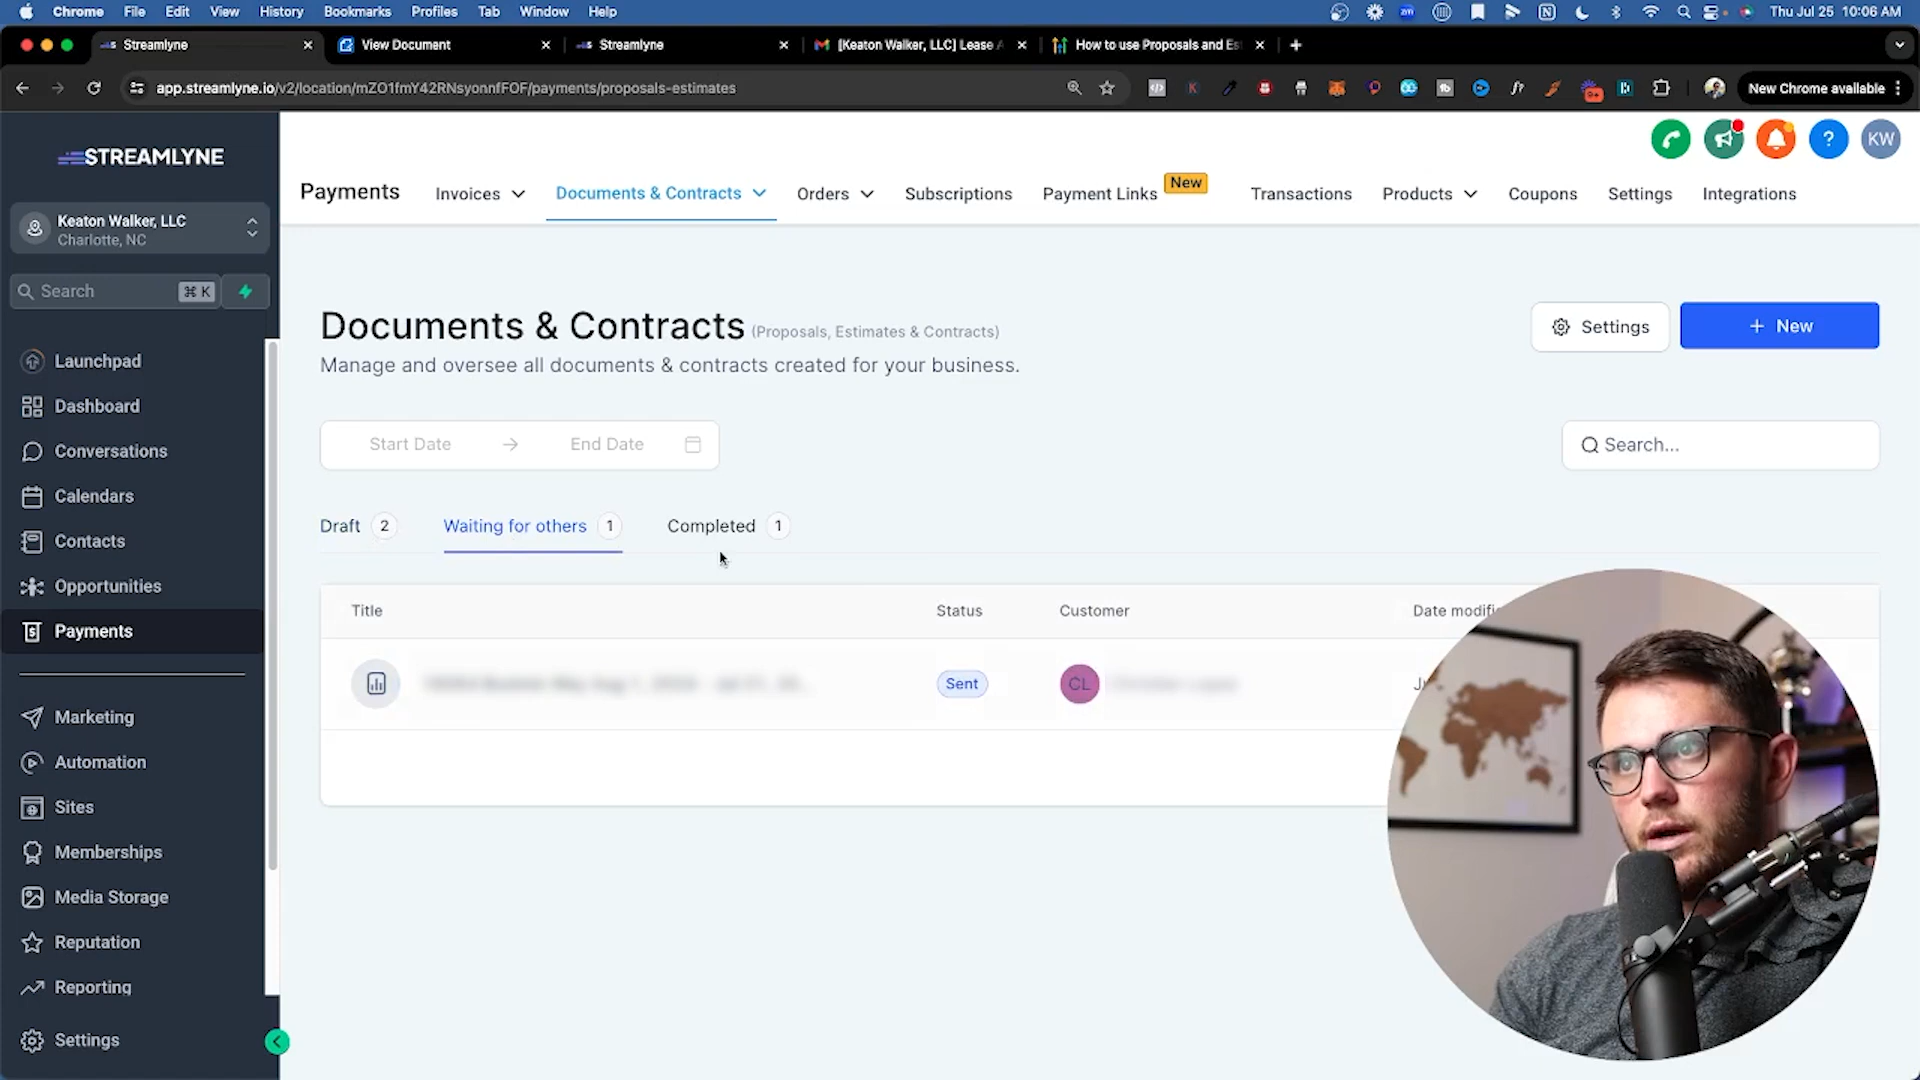 Chrome File Edit View History Bookmarks Profiles Tab Window Help
Thu Jul 25 10:06 AM
Streamlyne
View Document
Streamlyne
[Keaton Walker, LLC] Lease A
How to use Proposals and Es
app.streamlyne.io/v2/location/mZO1fmY42RNsyonnfFOF/payments/proposals-estimates
New Chrome available
STREAMLYNE
Keaton Walker, LLC
Charlotte, NC
Search ⌘ K
Launchpad
Dashboard
Conversations
Calendars
Contacts
Opportunities
Payments
Marketing
Automation
Sites
Memberships
Media Storage
Reputation
Reporting
Settings
? KW
Payments Invoices Documents & Contracts Orders Subscriptions Payment Links New Transactions Products Coupons Settings Integrations
Documents & Contracts (Proposals, Estimates & Contracts)
Manage and oversee all documents & contracts created for your business.
Settings
+ New
Start Date → End Date
Search...
Draft 2 Waiting for others 1 Completed 1
Title Status Customer Date modifi
Sent CL